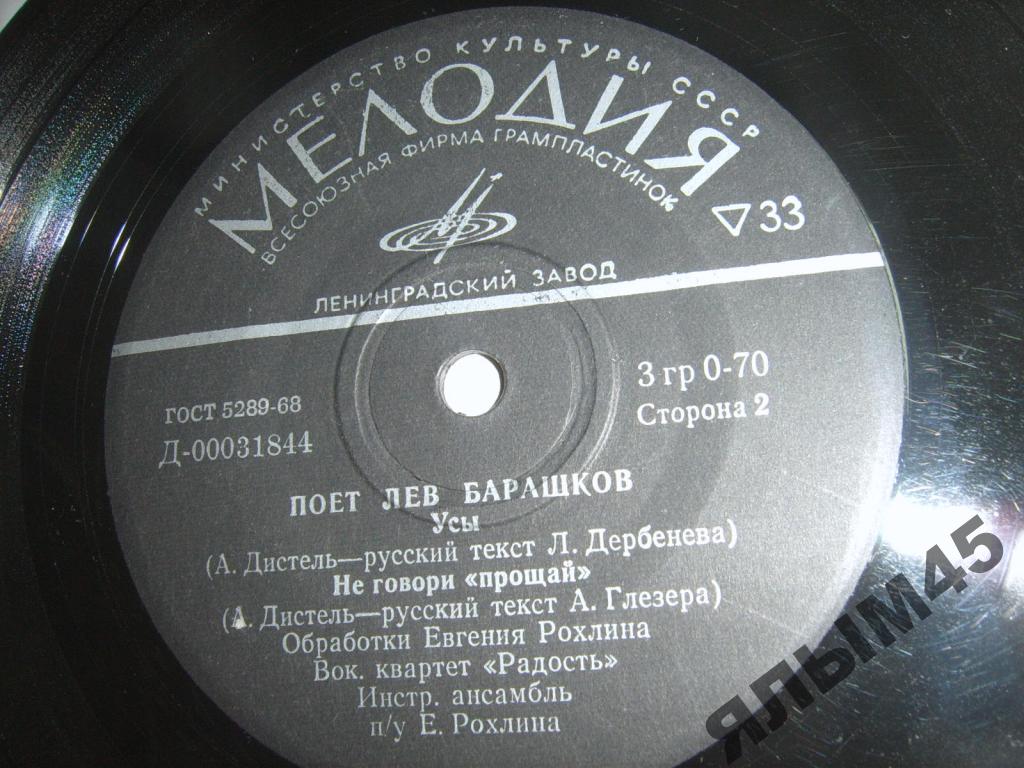 МИНИСТЕРСТВО КУЛЬТУРЫ СССР
МЕЛОДИЯ
ВСЕСОЮЗНАЯ ФИРМА ГРАМПЛАСТИНОК
33
ЛЕНИНГРАДСКИЙ ЗАВОД
ГОСТ 5289-68
3 гр 0-70
Д-00031844
Сторона 2
ПОЕТ ЛЕВ БАРАШКОВ
Усы
(А. Дистель—русский текст Л. Дербенева)
Не говори «прощай»
(А. Дистель—русский текст А. Глезера)
Обработки Евгения Рохлина
Вок. квартет «Радость»
Инстр. ансамбль
п/у Е. Рохлина
ЯЛЫМ45